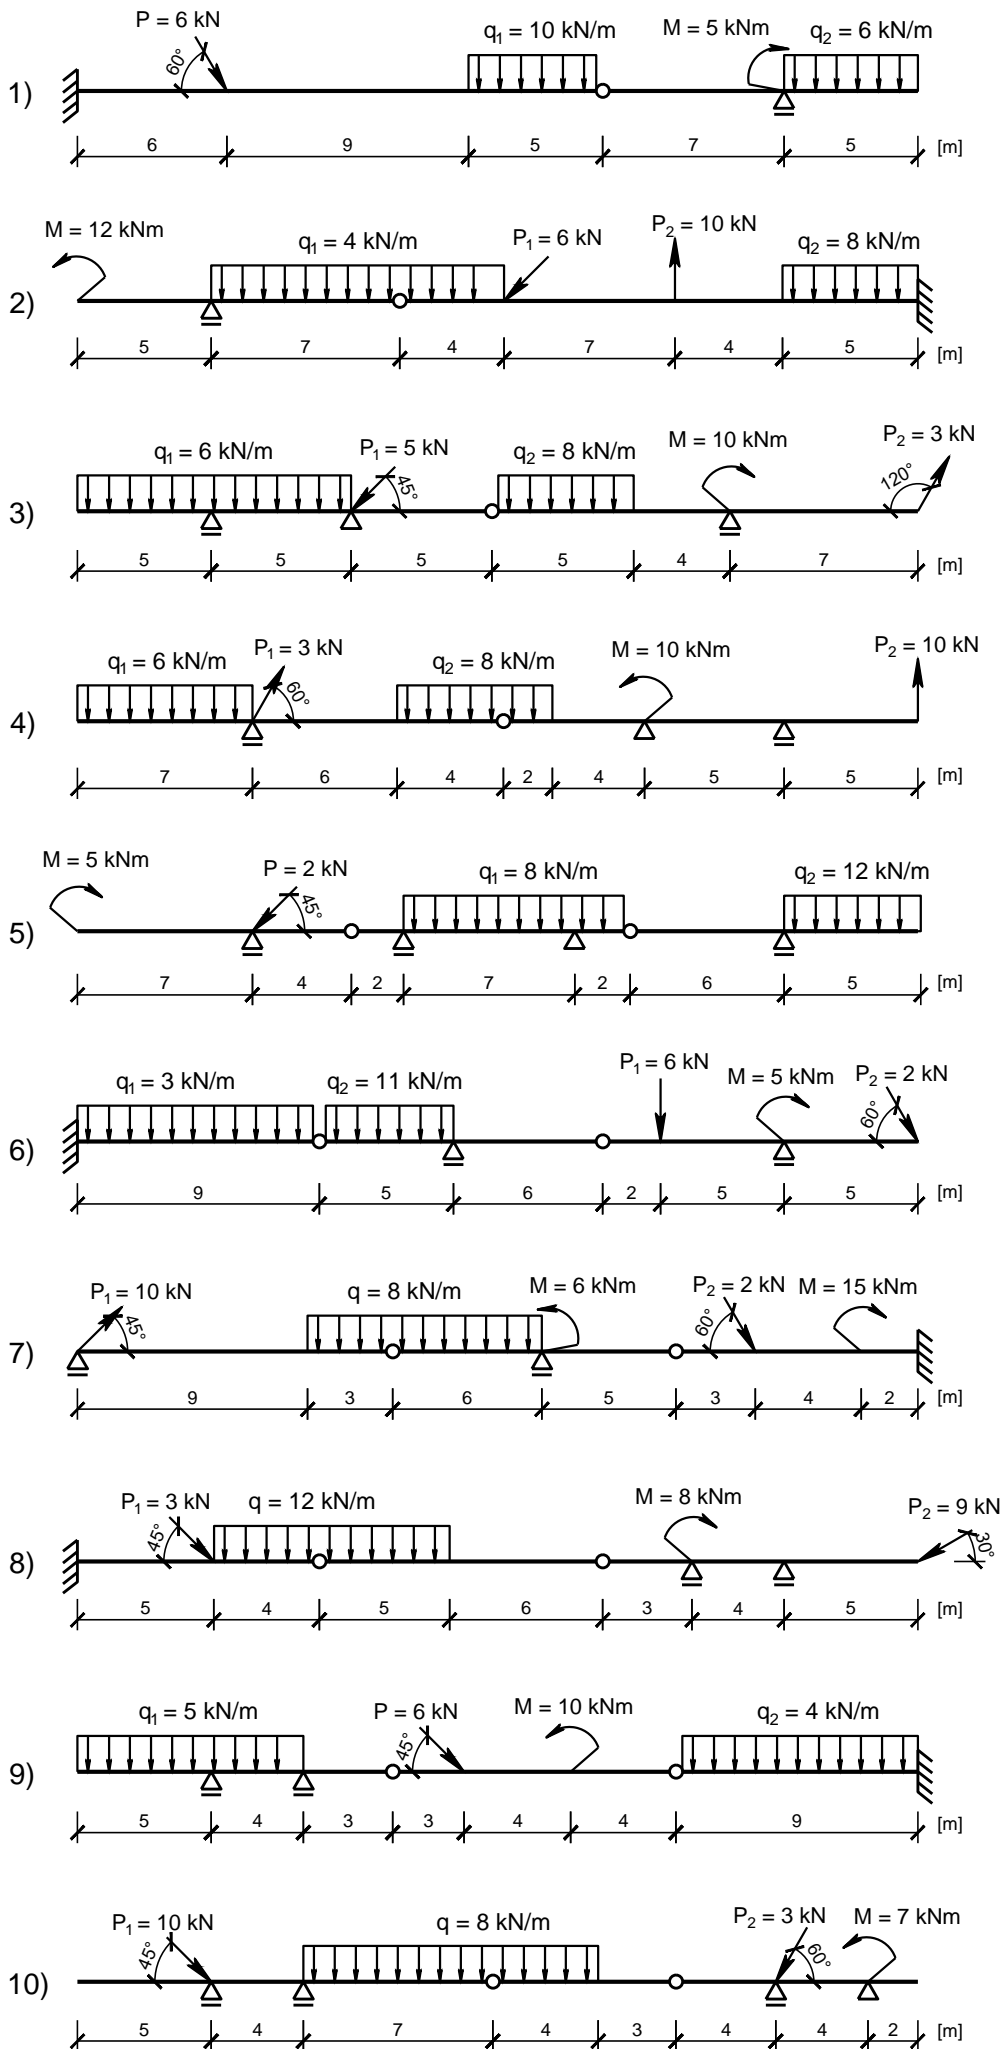 P = 6 kN
q1 = 10 kN/m
M = 5 kNm
q2 = 6 kN/m
60°
1)
6 9 5 7 5 [m]
M = 12 kNm
q1 = 4 kN/m
P1 = 6 kN
P2 = 10 kN
q2 = 8 kN/m
2)
5 7 4 7 4 5 [m]
q1 = 6 kN/m
P1 = 5 kN
q2 = 8 kN/m
M = 10 kNm
P2 = 3 kN
45°
120°
3)
5 5 5 5 4 7 [m]
q1 = 6 kN/m
P1 = 3 kN
q2 = 8 kN/m
M = 10 kNm
P2 = 10 kN
60°
4)
7 6 4 2 4 5 5 [m]
M = 5 kNm
P = 2 kN
q1 = 8 kN/m
q2 = 12 kN/m
45°
5)
7 4 2 7 2 6 5 [m]
q1 = 3 kN/m
q2 = 11 kN/m
P1 = 6 kN
M = 5 kNm
P2 = 2 kN
60°
6)
9 5 6 2 5 5 [m]
P1 = 10 kN
q = 8 kN/m
M = 6 kNm
P2 = 2 kN
M = 15 kNm
45°
60°
7)
9 3 6 5 3 4 2 [m]
P1 = 3 kN
q = 12 kN/m
M = 8 kNm
P2 = 9 kN
45°
30°
8)
5 4 5 6 3 4 5 [m]
q1 = 5 kN/m
P = 6 kN
M = 10 kNm
q2 = 4 kN/m
45°
9)
5 4 3 3 4 4 9 [m]
P1 = 10 kN
q = 8 kN/m
P2 = 3 kN
M = 7 kNm
45°
60°
10)
5 4 7 4 3 4 4 2 [m]